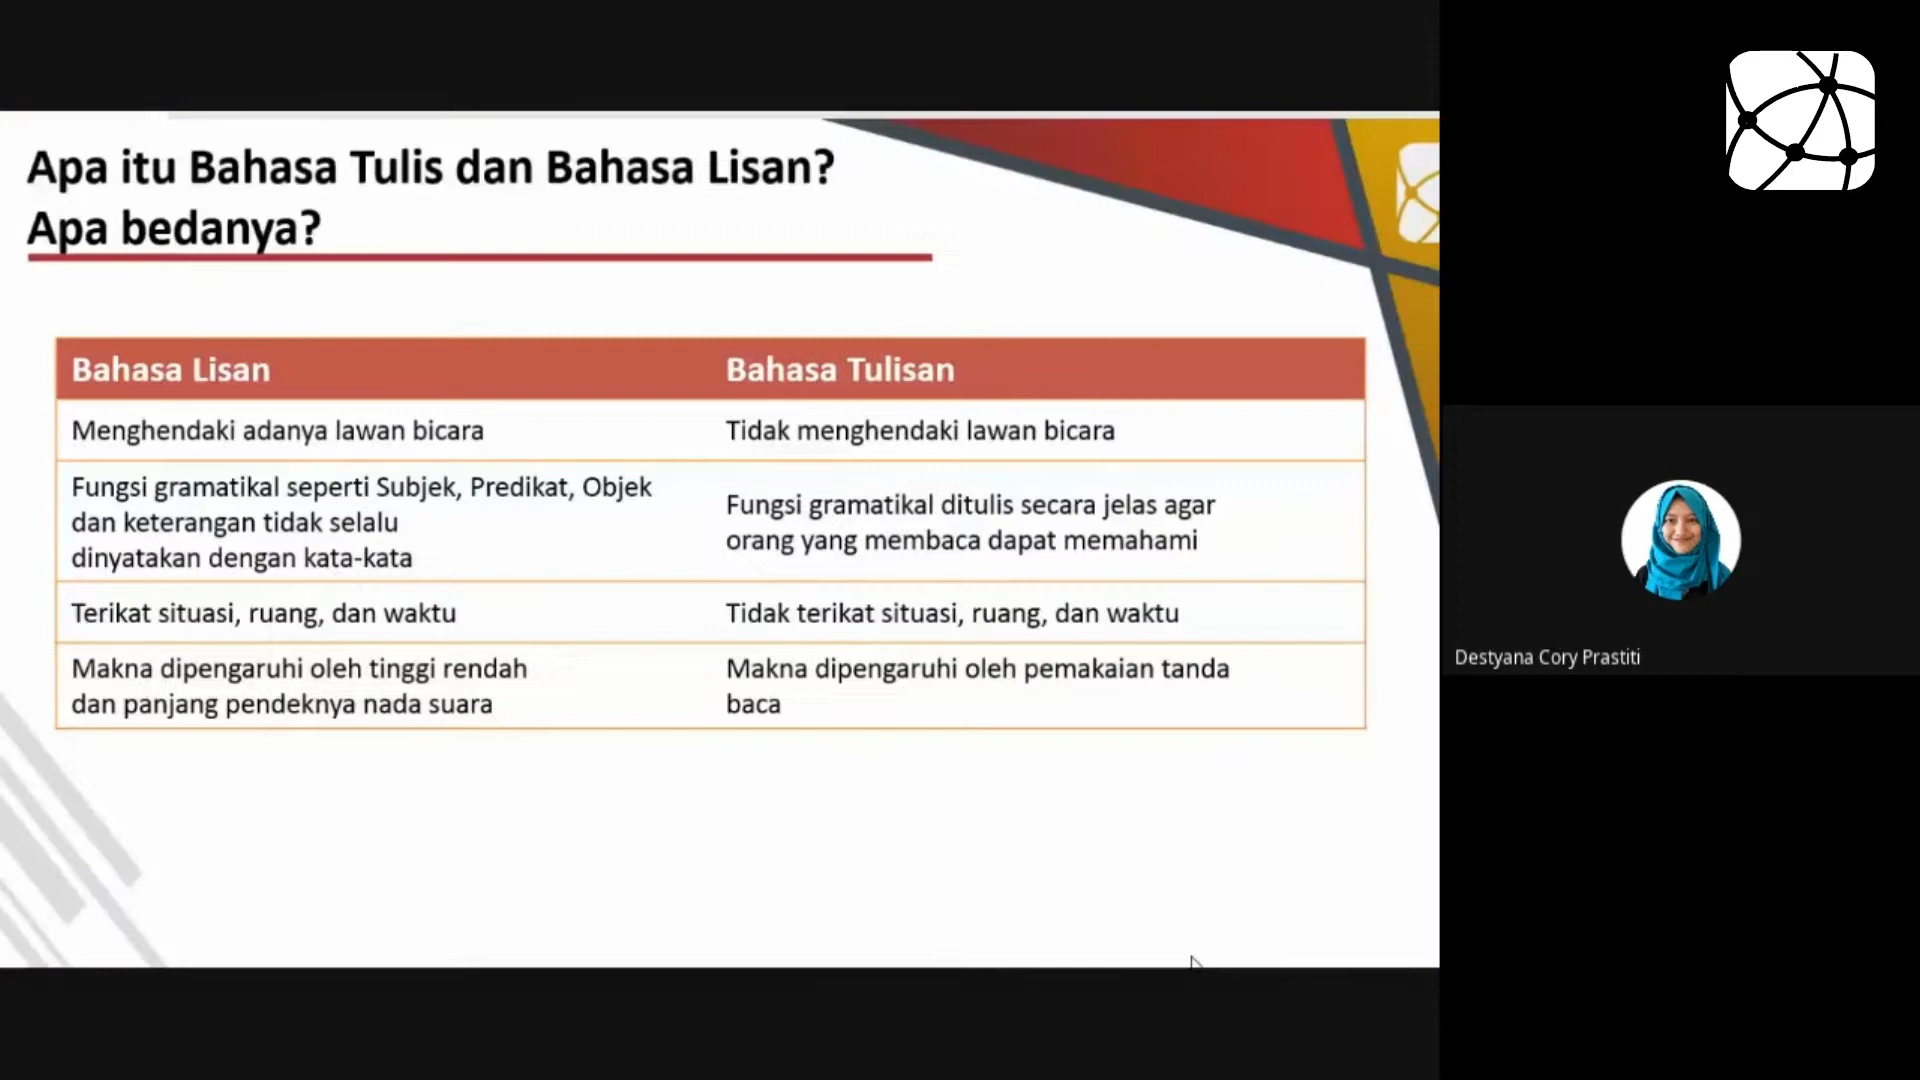 Apa itu Bahasa Tulis dan Bahasa Lisan?
Apa bedanya?
Bahasa Lisan
Bahasa Tulisan
Menghendaki adanya lawan bicara
Tidak menghendaki lawan bicara
Fungsi gramatikal seperti Subjek, Predikat, Objek
dan keterangan tidak selalu
dinyatakan dengan kata-kata
Fungsi gramatikal ditulis secara jelas agar
orang yang membaca dapat memahami
Terikat situasi, ruang, dan waktu
Tidak terikat situasi, ruang, dan waktu
Makna dipengaruhi oleh tinggi rendah
dan panjang pendeknya nada suara
Makna dipengaruhi oleh pemakaian tanda
baca
Destyana Cory Prastiti